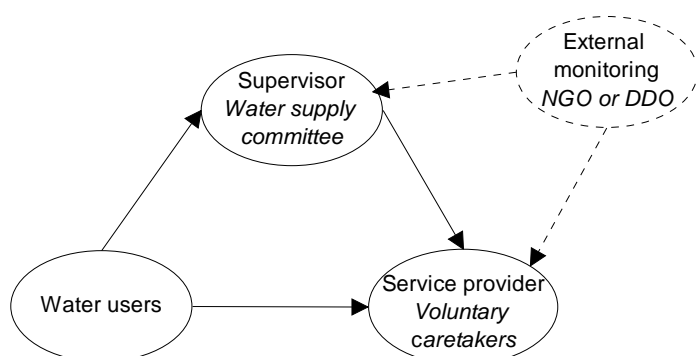 External
monitoring
NGO or DDO
Supervisor
Water supply
committee
Water users
Service provider
Voluntary
caretakers